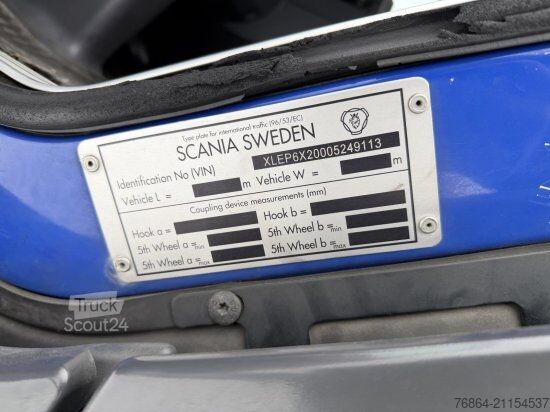 Type plate for international traffic (96/53/EC)
SCANIA SWEDEN
Identification No (VIN) XLEP6X20005249113
Vehicle L = m Vehicle W = m
Coupling device measurements (mm)
Hook a = Hook b =
5th Wheel a min = 5th Wheel b min =
5th Wheel a max = 5th Wheel b max =
Truck
Scout24
76864-21154537